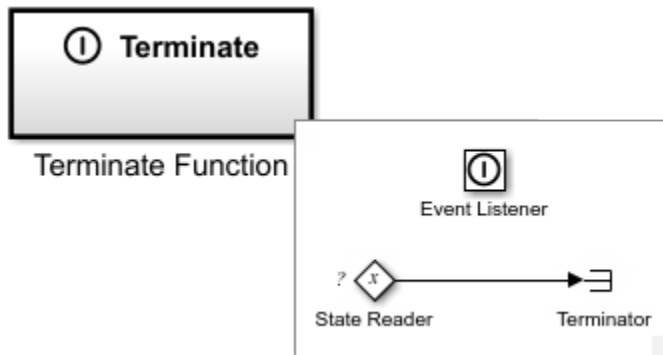 Terminate
Terminate Function
Event Listener
? x
State Reader
Terminator